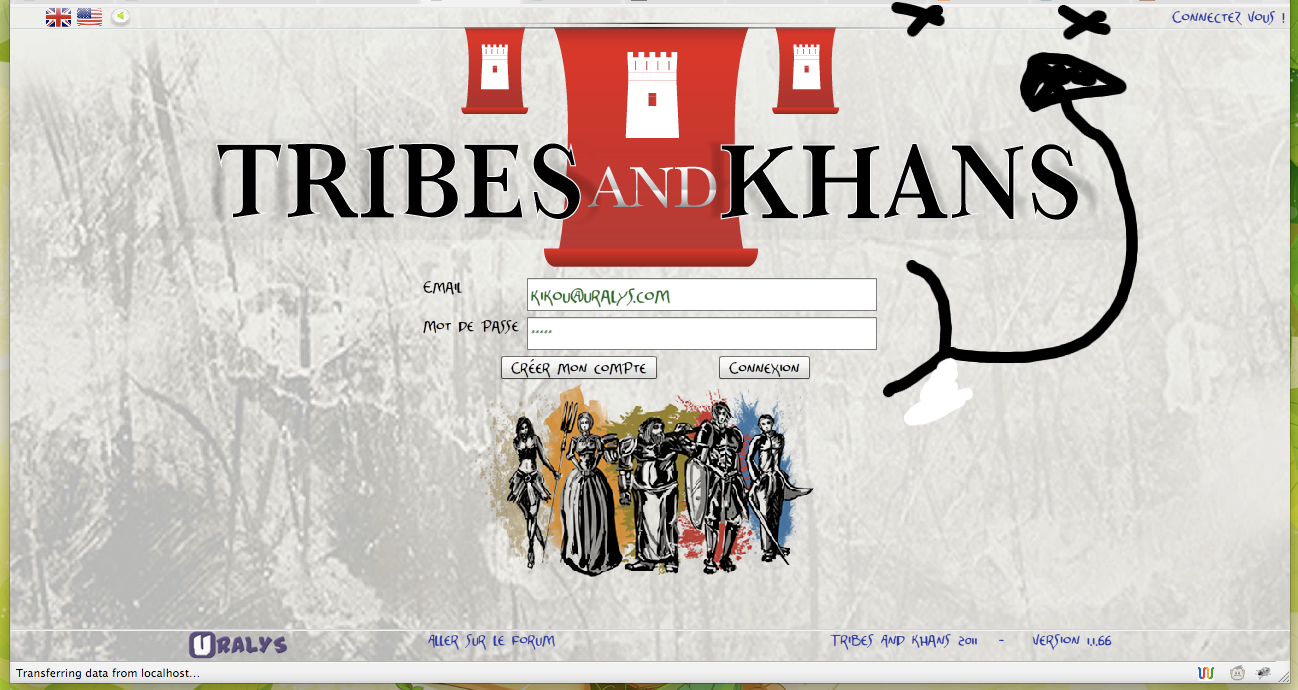 Connectez vous !
TRIBES AND KHANS
Email
kikou@uralys.com
Mot de passe
*****
Créer mon compte
Connexion
URALYS
Aller sur le forum
Tribes and Khans 2011 - version 1.1.66
Transferring data from localhost...